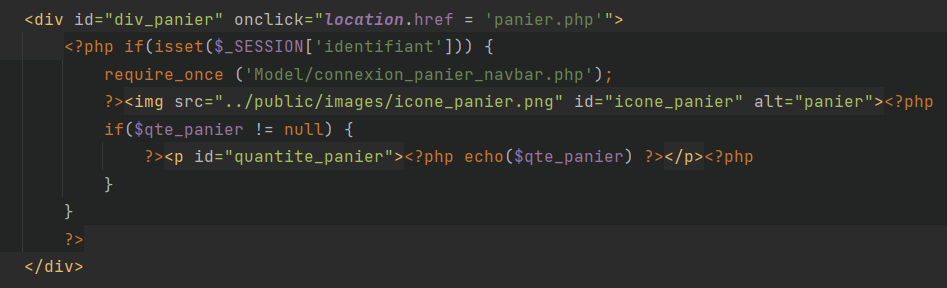 <div id="div_panier" onclick="location.href = 'panier.php'">
<?php if(isset($_SESSION['identifiant'])) {
require_once ('Model/connexion_panier_navbar.php');
?><img src="../public/images/icone_panier.png" id="icone_panier" alt="panier"><?php
if($qte_panier != null) {
?><p id="quantite_panier"><?php echo($qte_panier) ?></p><?php
}
}
?>
</div>